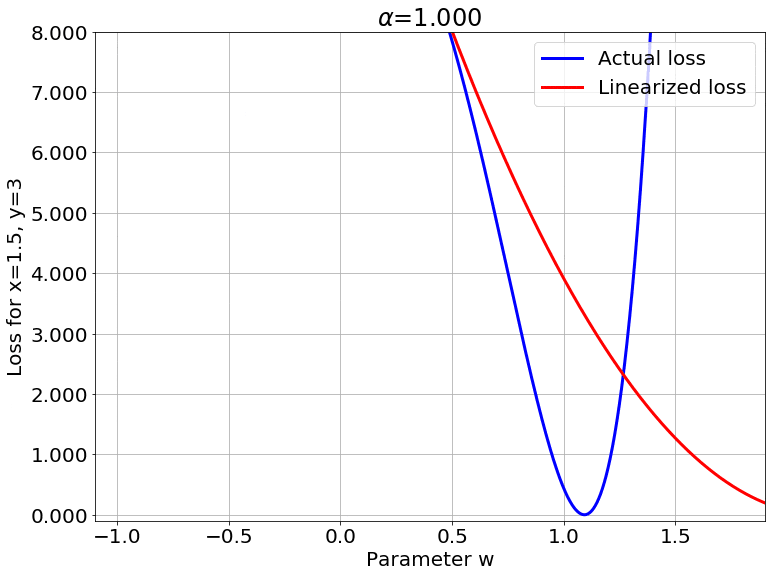 α=1.000
8.000
7.000
6.000
5.000
4.000
3.000
2.000
1.000
0.000
Loss for x=1.5, y=3
Actual loss
Linearized loss
−1.0 −0.5 0.0 0.5 1.0 1.5
Parameter w